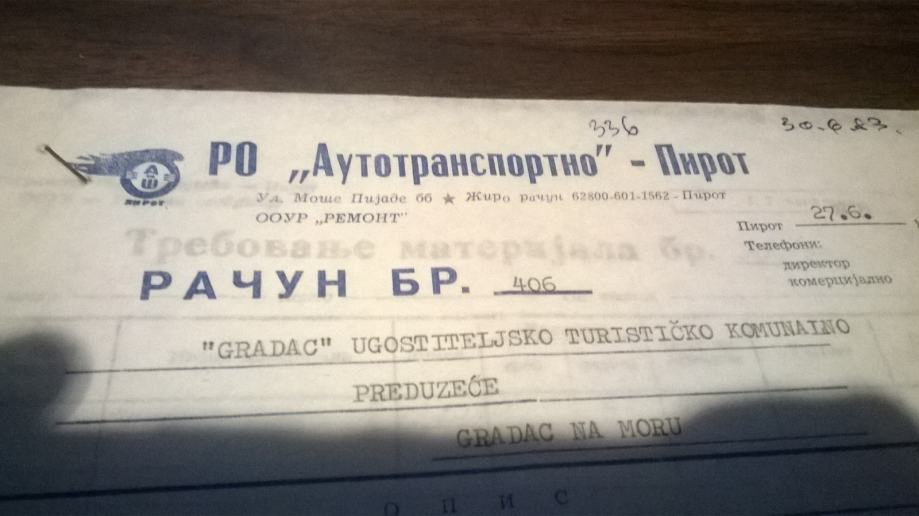 336
30.6.83.
РО „Аутотранспортно” - Пирот
ПИРОТ
Ул. Моше Пијаде бб ★ Жиро рачун 62800-601-1562 - Пирот
ООУР „РЕМОНТ”
Пирот 27.6.
Телефони:
директор
комерцијално
Требовање материјала бр.
РАЧУН БР. 406
"GRADAC" UGOSTITELJSKO TURISTIČKO KOMUNALNO
PREDUZEĆE
GRADAC NA MORU
О П И С